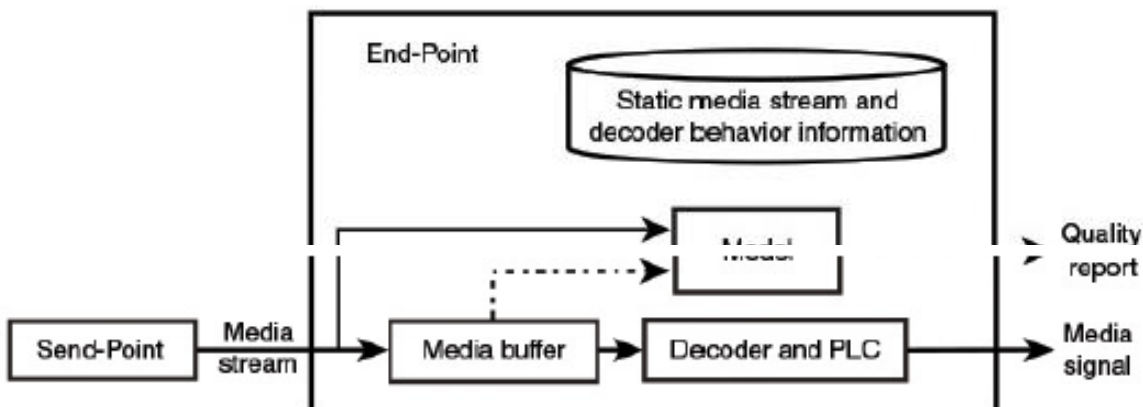 End-Point
Static media stream and
decoder behavior information
Model
Quality
report
Send-Point
Media
stream
Media buffer
Decoder and PLC
Media
signal